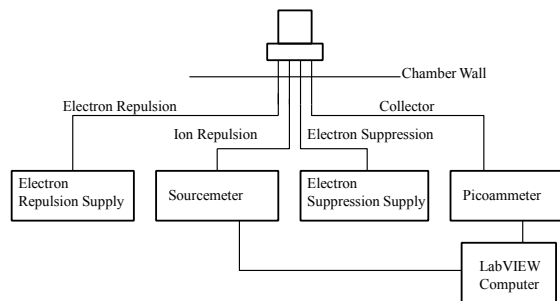 Chamber Wall
Electron Repulsion
Collector
Ion Repulsion
Electron Suppression
Electron
Repulsion Supply
Sourcemeter
Electron
Suppression Supply
Picoammeter
LabVIEW
Computer